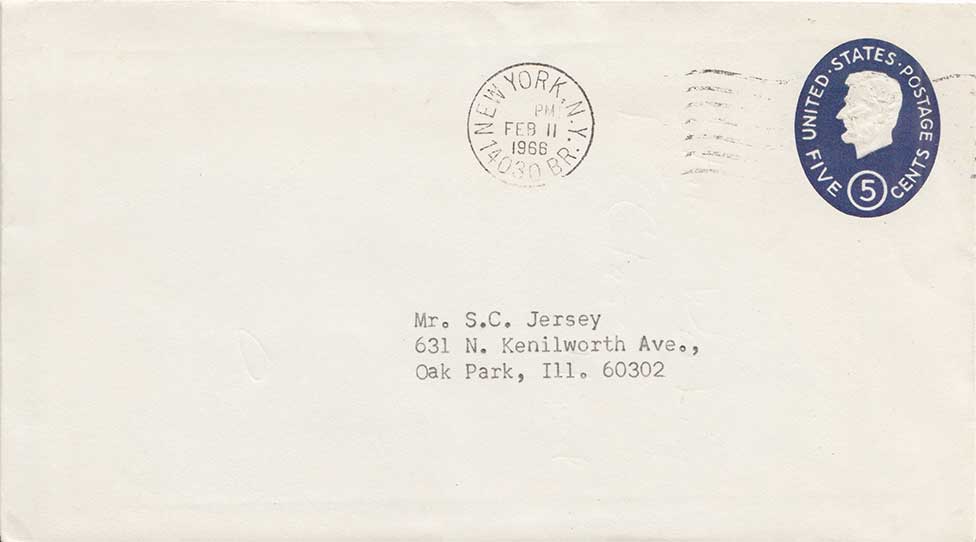 NEW YORK, N.Y.
PM
FEB 11
1966
14030 BR.
UNITED · STATES · POSTAGE
FIVE 5 CENTS
Mr. S.C. Jersey
631 N. Kenilworth Ave.,
Oak Park, Ill. 60302